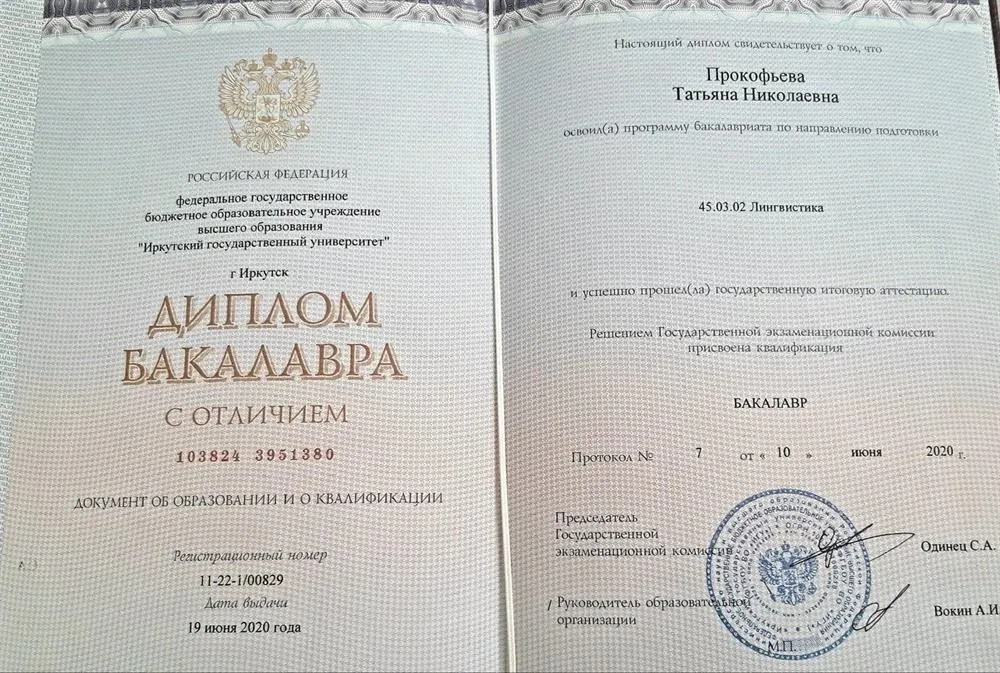 РОССИЙСКАЯ ФЕДЕРАЦИЯ
федеральное государственное
бюджетное образовательное учреждение
высшего образования
"Иркутский государственный университет"
г Иркутск
ДИПЛОМ
БАКАЛАВРА
С ОТЛИЧИЕМ
103824 3951380
ДОКУМЕНТ ОБ ОБРАЗОВАНИИ И О КВАЛИФИКАЦИИ
Регистрационный номер
11-22-1/00829
Дата выдачи
19 июня 2020 года
Настоящий диплом свидетельствует о том, что
Прокофьева
Татьяна Николаевна
освоил(а) программу бакалавриата по направлению подготовки
45.03.02 Лингвистика
и успешно прошел(ла) государственную итоговую аттестацию.
Решением Государственной экзаменационной комиссии
присвоена квалификация
БАКАЛАВР
Протокол № 7 от « 10 » июня 2020 г.
Председатель
Государственной
экзаменационной комиссии Одинец С.А.
/ Руководитель образовательной
организации Вокин А.И.
М.П.